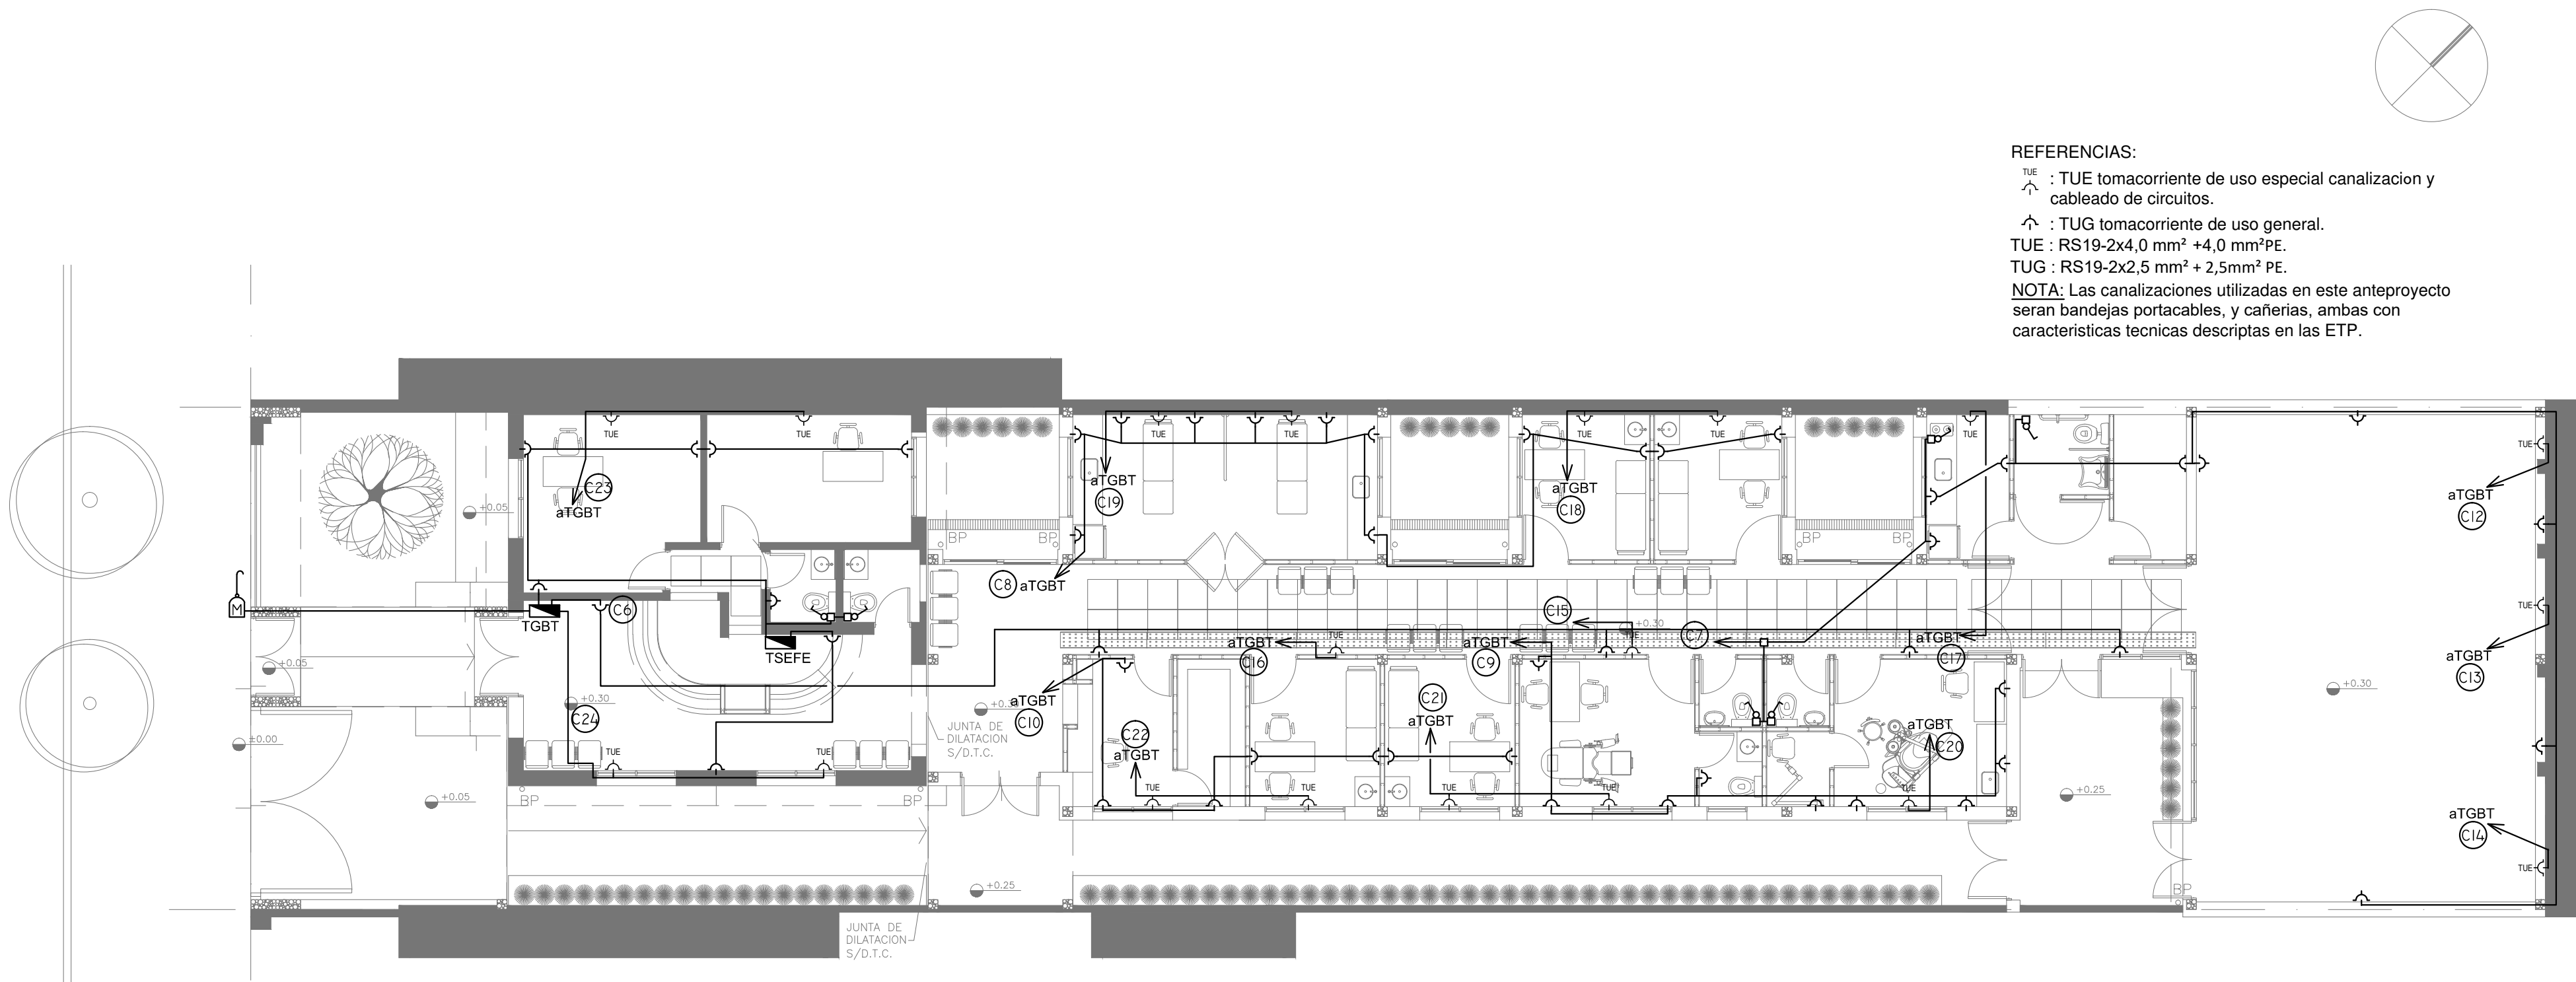 REFERENCIAS:
TUE
: TUE tomacorriente de uso especial canalizacion y
cableado de circuitos.
: TUG tomacorriente de uso general.
TUE : RS19-2x4,0 mm² +4,0 mm²PE.
TUG : RS19-2x2,5 mm² + 2,5mm² PE.
NOTA: Las canalizaciones utilizadas en este anteproyecto
seran bandejas portacables, y cañerias, ambas con
caracteristicas tecnicas descriptas en las ETP.
TUE
TUE
TUE
TUE
TUE
TUE
TUE
TUE
C23
aTGBT
+0.05
aTGBT
C19
aTGBT
C18
aTGBT
C12
BP
BP
BP
BP
C8 aTGBT
M
TGBT
C6
TSEFE
C15
+0.30
TUE
C7
TUE
TUE
aTGBT
C16
aTGBT
C9
aTGBT
C17
aTGBT
C13
+0.05
+0.30
C24
aTGBT
C10
+0.30
JUNTA DE
DILATACION
S/D.T.C.
C21
aTGBT
C22
aTGBT
aTGBT
C20
±0.00
+0.30
TUE
TUE
TUE
TUE
TUE
TUE
TUE
+0.05
BP
BP
+0.25
aTGBT
C14
TUE
+0.25
BP
JUNTA DE
DILATACION
S/D.T.C.